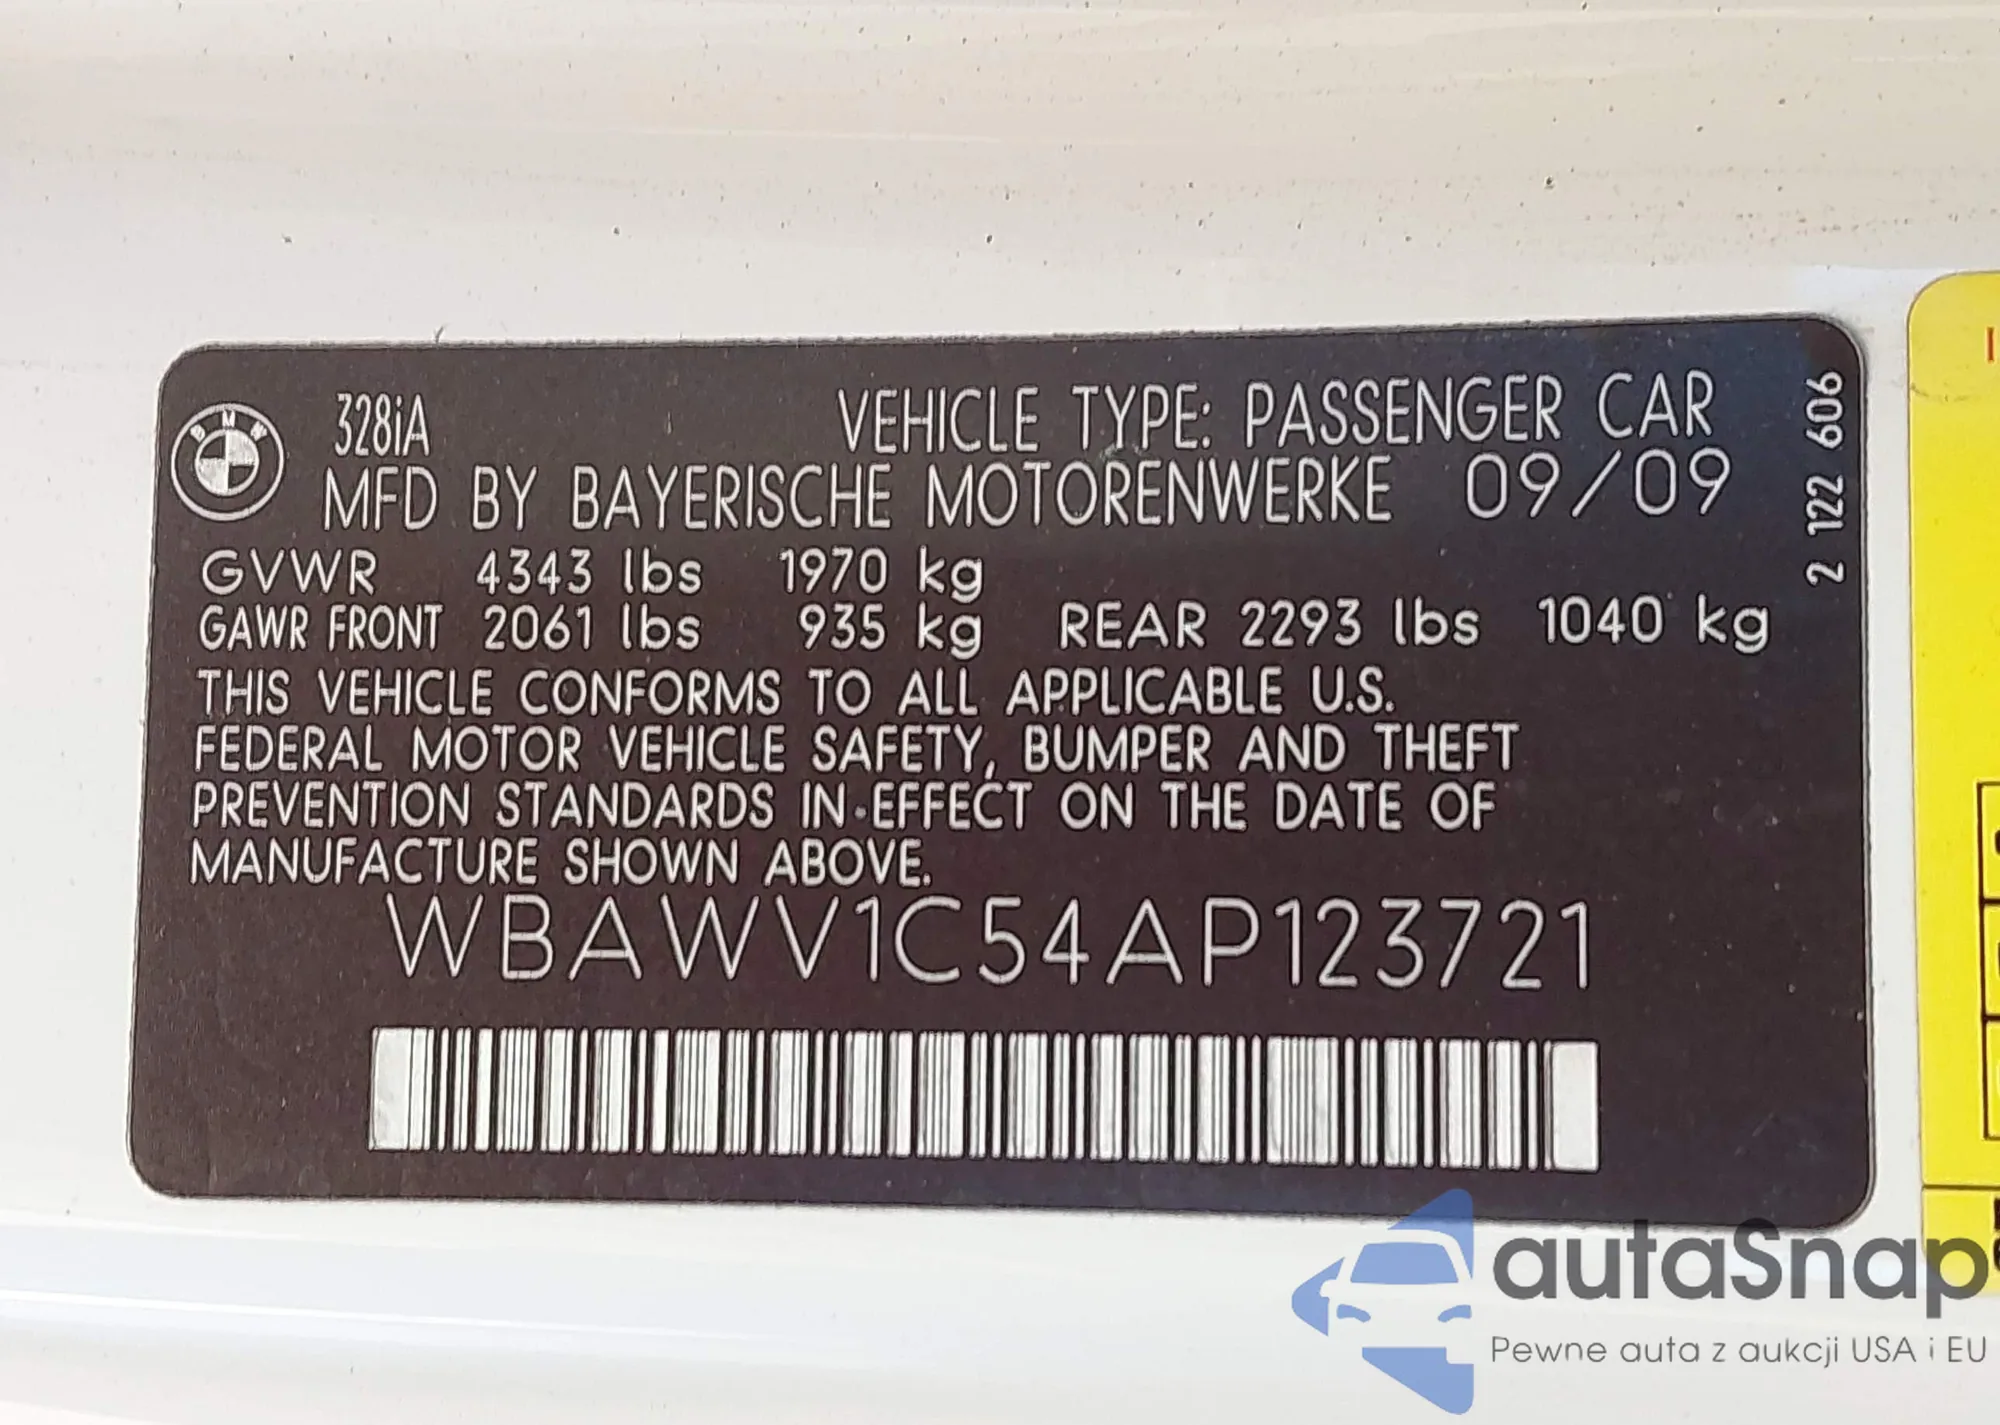 BMW
328iA VEHICLE TYPE: PASSENGER CAR
MFD BY BAYERISCHE MOTORENWERKE 09/09
GVWR 4343 lbs 1970 kg
GAWR FRONT 2061 lbs 935 kg REAR 2293 lbs 1040 kg
THIS VEHICLE CONFORMS TO ALL APPLICABLE U.S.
FEDERAL MOTOR VEHICLE SAFETY, BUMPER AND THEFT
PREVENTION STANDARDS IN EFFECT ON THE DATE OF
MANUFACTURE SHOWN ABOVE.
WBAWV1C54AP123721
2 122 606
autaSnap
Pewne auta z aukcji USA i EU